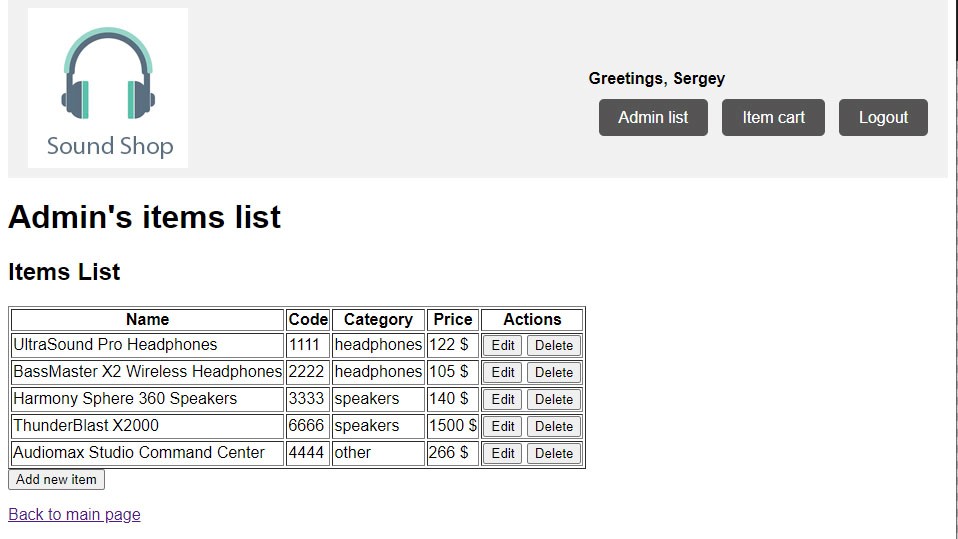 Sound Shop
Greetings, Sergey
Admin list Item cart Logout
Admin's items list
Items List
Name Code Category Price Actions
UltraSound Pro Headphones 1111 headphones 122 $ Edit Delete
BassMaster X2 Wireless Headphones 2222 headphones 105 $ Edit Delete
Harmony Sphere 360 Speakers 3333 speakers 140 $ Edit Delete
ThunderBlast X2000 6666 speakers 1500 $ Edit Delete
Audiomax Studio Command Center 4444 other 266 $ Edit Delete
Add new item
Back to main page